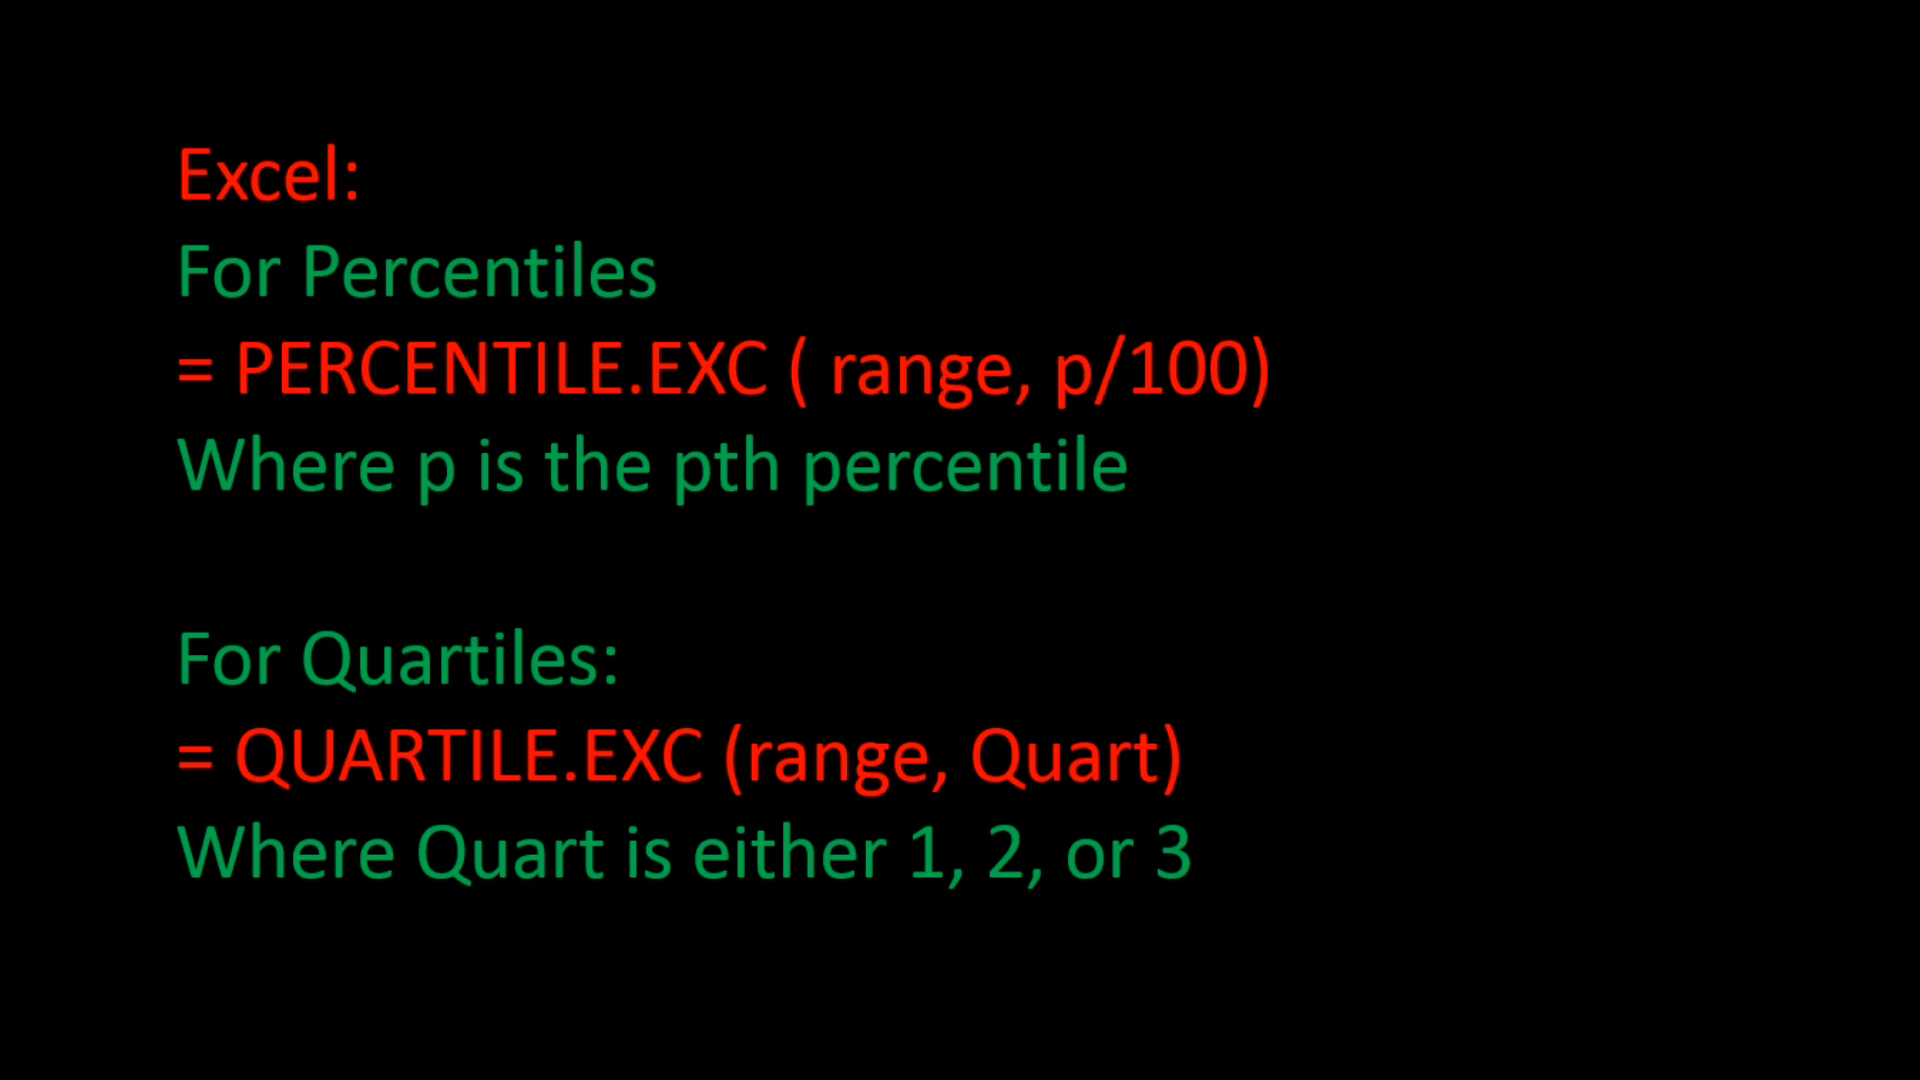 Excel:
For Percentiles
= PERCENTILE.EXC ( range, p/100)
Where p is the pth percentile
For Quartiles:
= QUARTILE.EXC (range, Quart)
Where Quart is either 1, 2, or 3